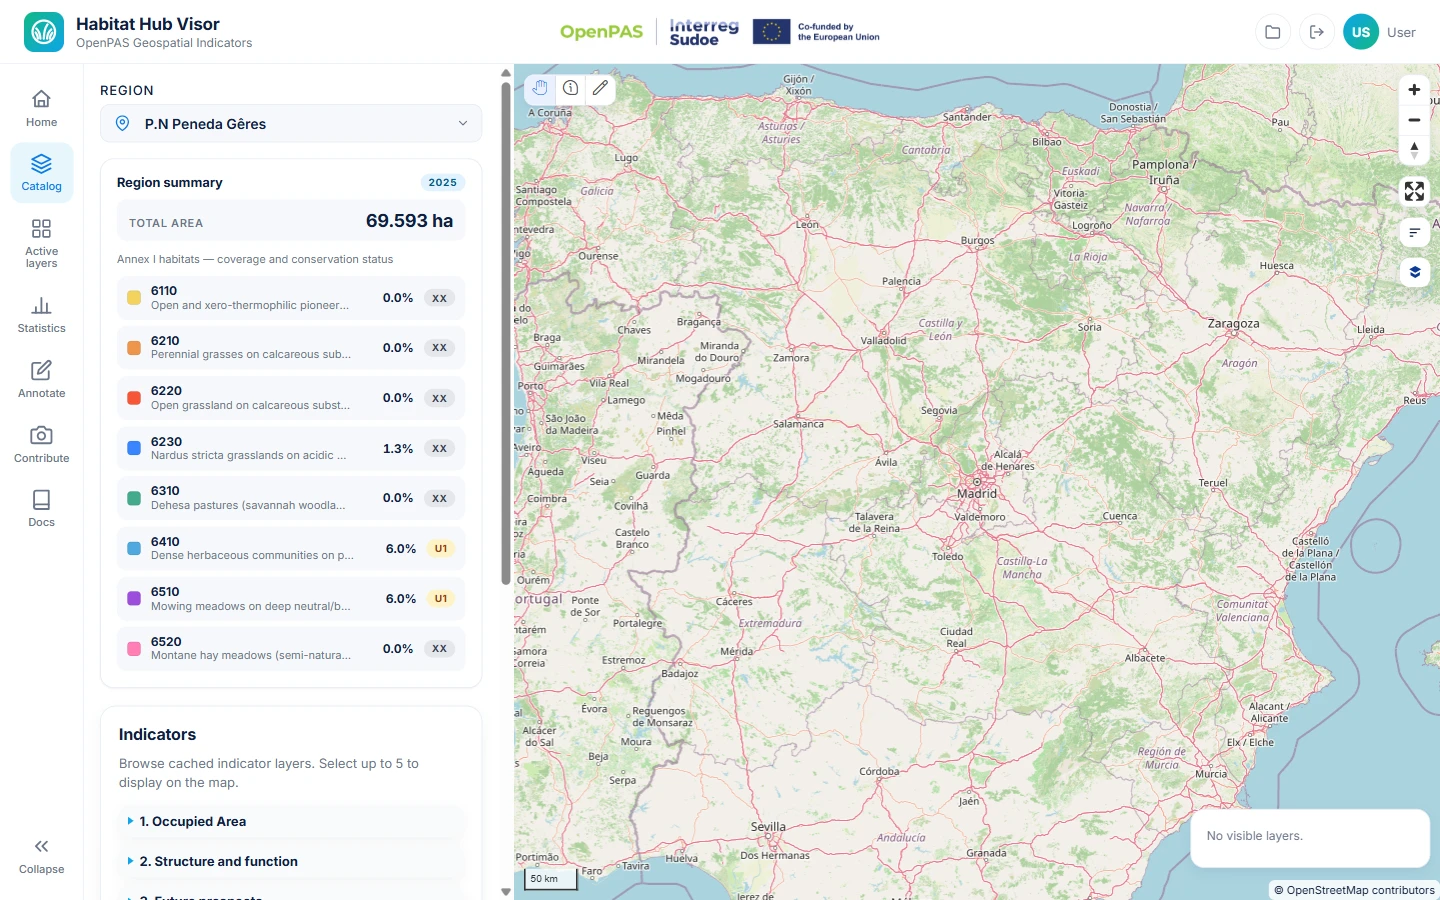 Habitat Hub Visor
OpenPAS Geospatial Indicators
OpenPAS
Interreg
Sudoe
Co-funded by
the European Union
US
User
Home
Catalog
Active
layers
Statistics
Annotate
Contribute
Docs
Collapse
REGION
P.N Peneda Gêres
Region summary
2025
TOTAL AREA
69.593 ha
Annex I habitats — coverage and conservation status
6110
Open and xero-thermophilic pioneer...
0.0%
XX
6210
Perennial grasses on calcareous sub...
0.0%
XX
6220
Open grassland on calcareous subst...
0.0%
XX
6230
Nardus stricta grasslands on acidic ...
1.3%
XX
6310
Dehesa pastures (savannah woodla...
0.0%
XX
6410
Dense herbaceous communities on p...
6.0%
U1
6510
Mowing meadows on deep neutral/b...
6.0%
U1
6520
Montane hay meadows (semi-natura...
0.0%
XX
Indicators
Browse cached indicator layers. Select up to 5 to
display on the map.
1. Occupied Area
2. Structure and function
Gijón /
Xixón
A Coruña
Santander
Donostia /
San Sebastián
Pau
Asturias /
Asturies
Cantabria
Bilbao
Lugo
Euskadi
Pamplona /
Iruña
Santiago
Compostela
Galicia
Vitoria-
Gasteiz
Navarra /
Nafarroa
ntevedra
León
Logroño
Burgos
igo
Ourense
La Rioja
Huesca
Palencia
Bragança
Chaves
Castilla y
León
Soria
Zaragoza
Lleida
Braga
Valladolid
Miranda
do Douro
Guimarães
Mirandela
Zamora
Aragón
Mogadouro
Porto
Vila Real
Lamego
Reus
São João
da Madeira
Mêda
Pinhel
Segovia
Salamanca
Aveiro
Viseu
Ávila
Alcalá
de Henares
Águeda
Seia
Guarda
Teruel
Coimbra
Covilhã
Madrid
Talavera
de la Reina
Valdemoro
Cuenca
Castelo
Branco
Toledo
Castilla-La
Mancha
Castelló
de la Plana /
Castellón
de la Plana
Ourém
ortugal
Ponte
de Sor
Cáceres
Comunitat
Valenciana
ntarém
Portalegre
Extremadura
Ciudad
Real
Samora
Correia
Estremoz
Mérida
Albacete
Badajoz
Évora
Reguengos
de Monsaraz
Alacant /
Alicante
Alcácer
do Sal
Moura
Elx / Elche
Beja
Región de
Murcia
Serpa
Córdoba
Murcia
Jaén
Sevilla
Andalucía
Portimão
Faro
Tavira
Huelva
Dos Hermanas
Granada
Jerez de
50 km
No visible layers.
© OpenStreetMap contributors